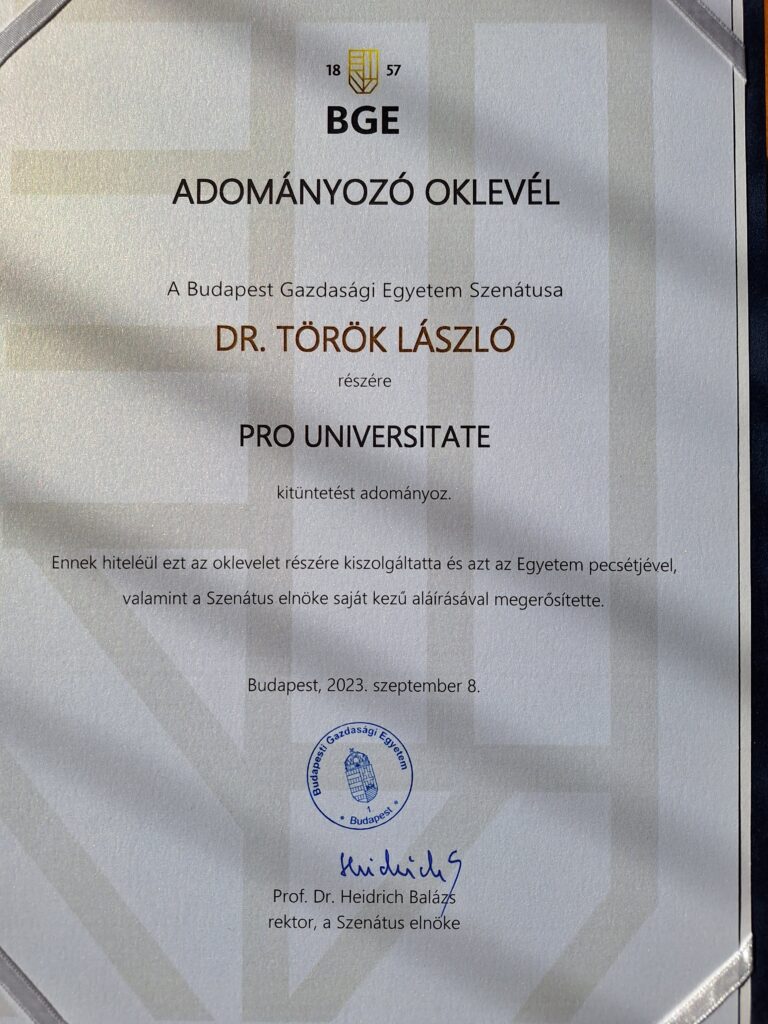 18 57
BGE
ADOMÁNYOZÓ OKLEVÉL
A Budapest Gazdasági Egyetem Szenátusa
DR. TÖRÖK LÁSZLÓ
részére
PRO UNIVERSITATE
kitüntetést adományoz.
Ennek hiteléül ezt az oklevelet részére kiszolgáltatta és azt az Egyetem pecsétjével,
valamint a Szenátus elnöke saját kezű aláírásával megerősítette.
Budapest, 2023. szeptember 8.
Budapesti Gazdasági Egyetem
1.
* Budapest *
Heidrich
Prof. Dr. Heidrich Balázs
rektor, a Szenátus elnöke